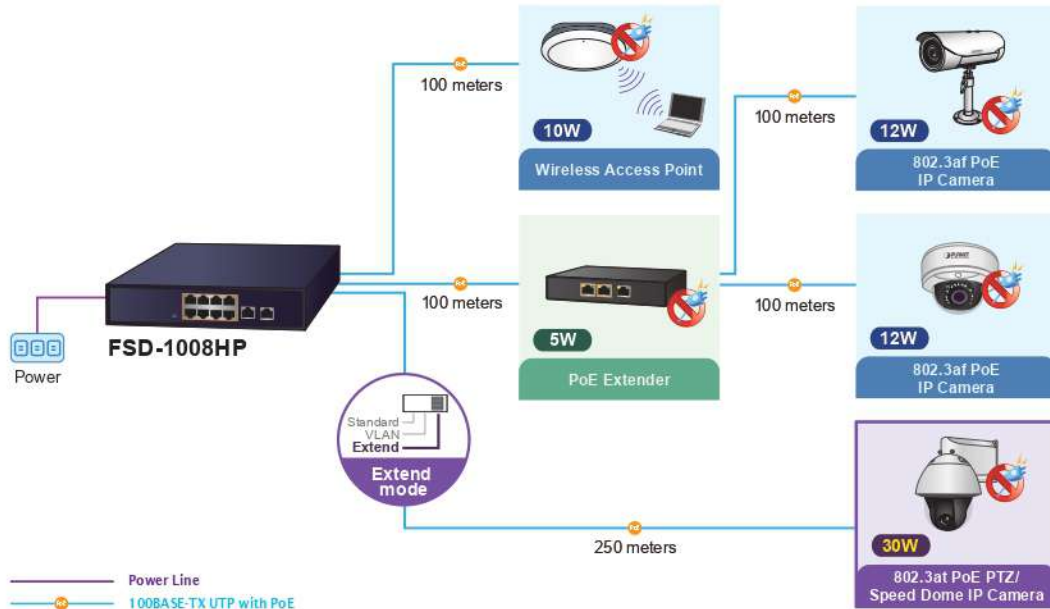 100 meters
10W
Wireless Access Point
100 meters
12W
802.3af PoE
IP Camera
FSD-1008HP
Power
100 meters
5W
PoE Extender
100 meters
PLANET
12W
802.3af PoE
IP Camera
Standard
VLAN
Extend
Extend
mode
250 meters
30W
802.3at PoE PTZ/
Speed Dome IP Camera
Power Line
PoE
100BASE-TX UTP with PoE